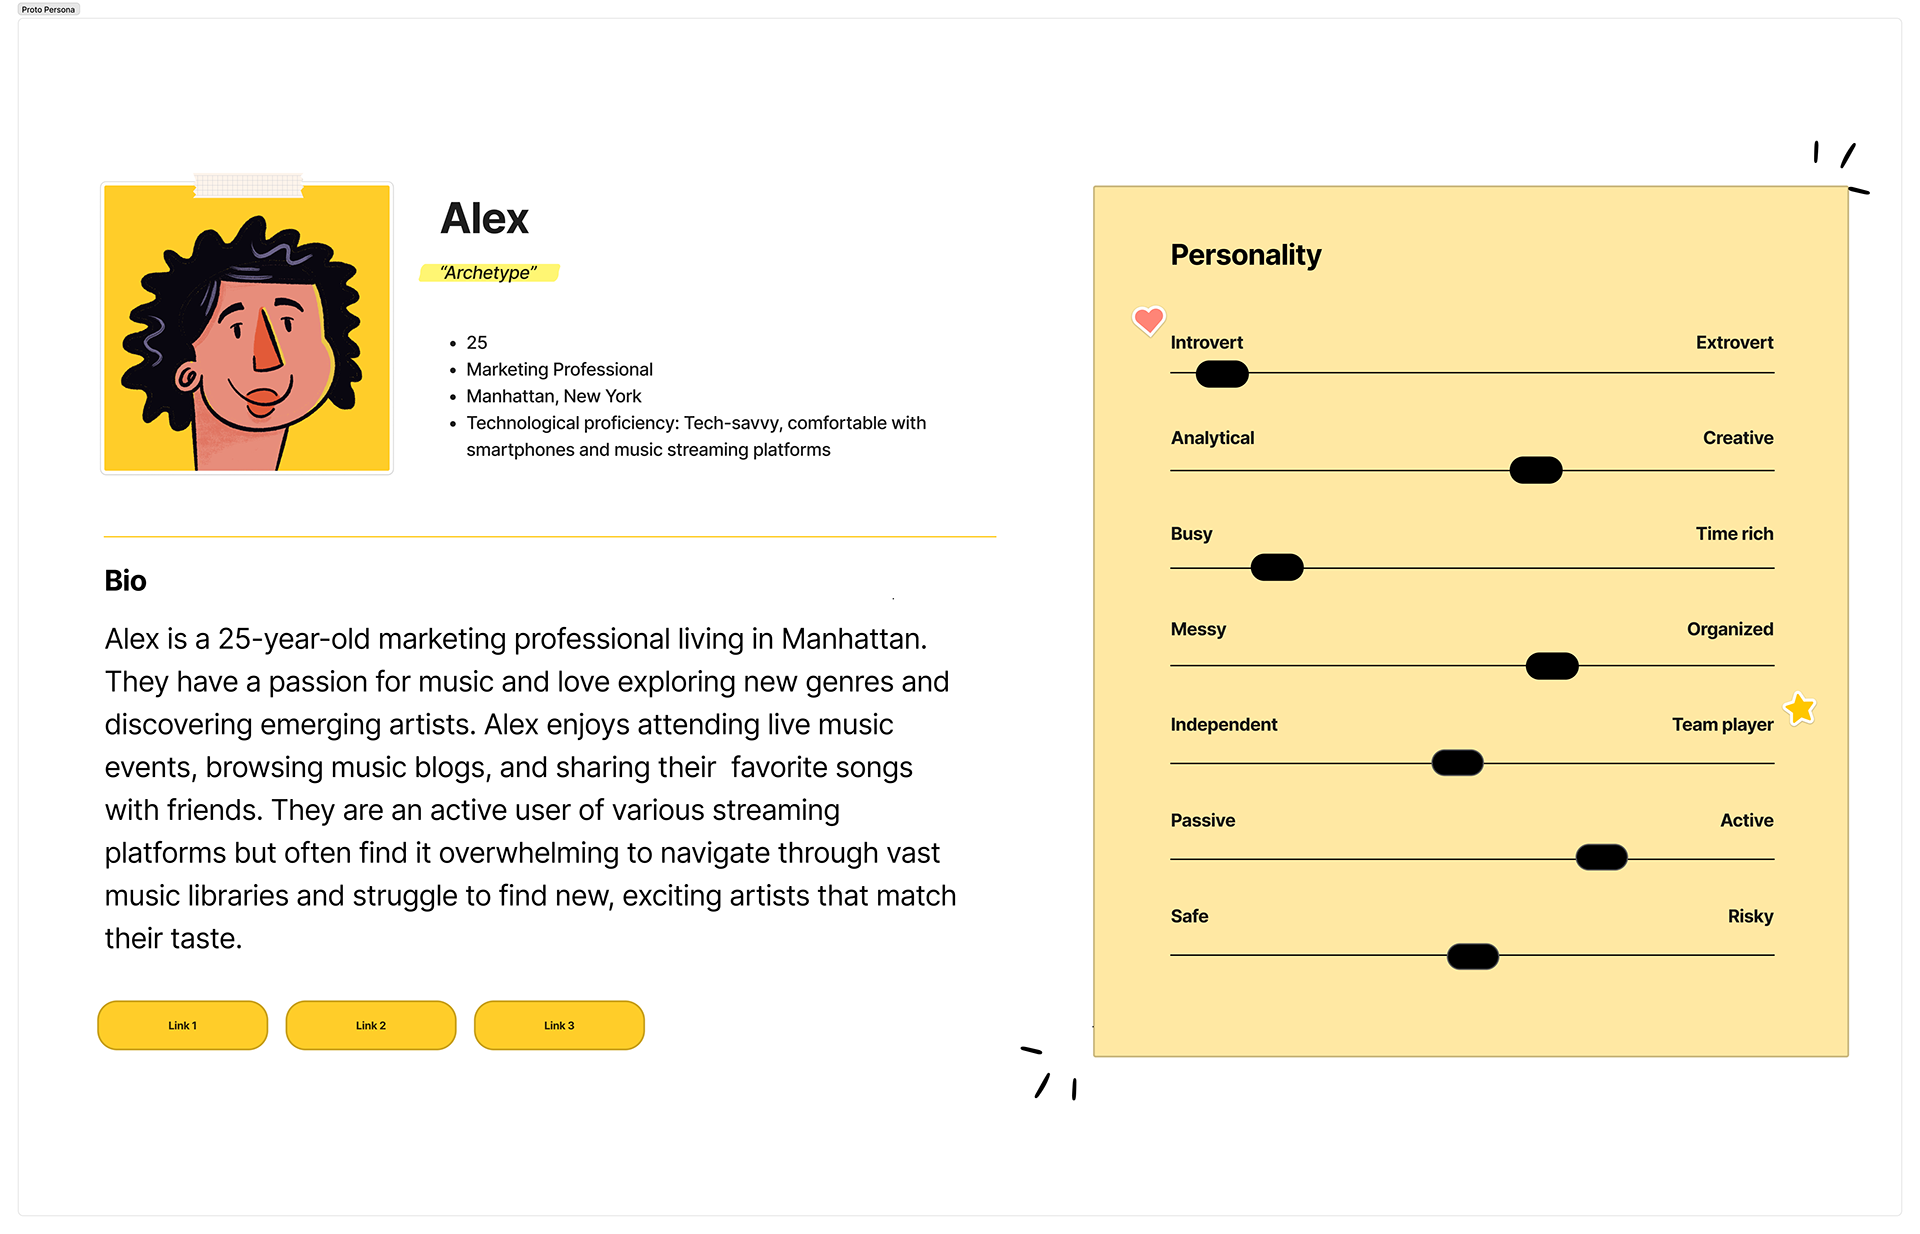 Proto Persona
Alex
“Archetype”
• 25
• Marketing Professional
• Manhattan, New York
• Technological proficiency: Tech-savvy, comfortable with
smartphones and music streaming platforms
Bio
Alex is a 25-year-old marketing professional living in Manhattan.
They have a passion for music and love exploring new genres and
discovering emerging artists. Alex enjoys attending live music
events, browsing music blogs, and sharing their  favorite songs
with friends. They are an active user of various streaming
platforms but often find it overwhelming to navigate through vast
music libraries and struggle to find new, exciting artists that match
their taste.
Link 1
Link 2
Link 3
Personality
Introvert
Extrovert
Analytical
Creative
Busy
Time rich
Messy
Organized
Independent
Team player
Passive
Active
Safe
Risky